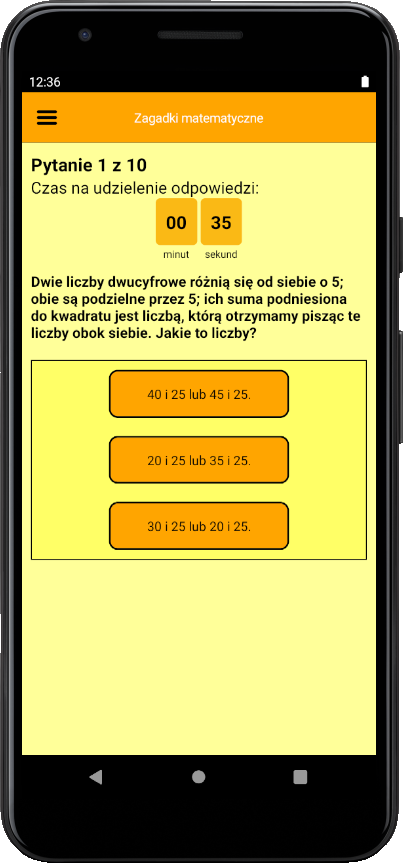 12:36
Zagadki matematyczne
Pytanie 1 z 10
Czas na udzielenie odpowiedzi:
00 35
minut sekund
Dwie liczby dwucyfrowe różnią się od siebie o 5;
obie są podzielne przez 5; ich suma podniesiona
do kwadratu jest liczbą, którą otrzymamy pisząc te
liczby obok siebie. Jakie to liczby?
40 i 25 lub 45 i 25.
20 i 25 lub 35 i 25.
30 i 25 lub 20 i 25.